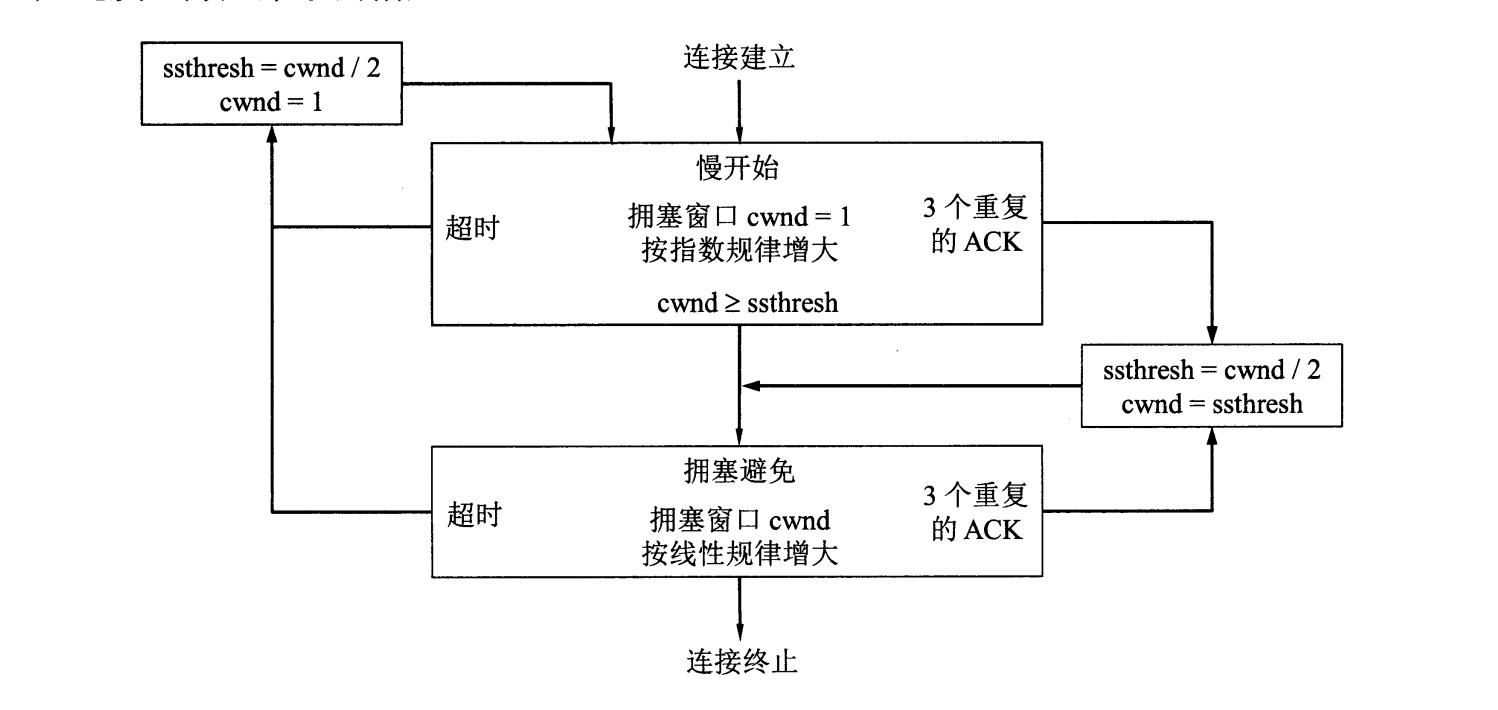 ssthresh = cwnd / 2
cwnd = 1
连接建立
慢开始
超时
拥塞窗口 cwnd = 1
按指数规律增大
3 个重复
的 ACK
cwnd ≥ ssthresh
ssthresh = cwnd / 2
cwnd = ssthresh
拥塞避免
超时
拥塞窗口 cwnd
按线性规律增大
3 个重复
的 ACK
连接终止